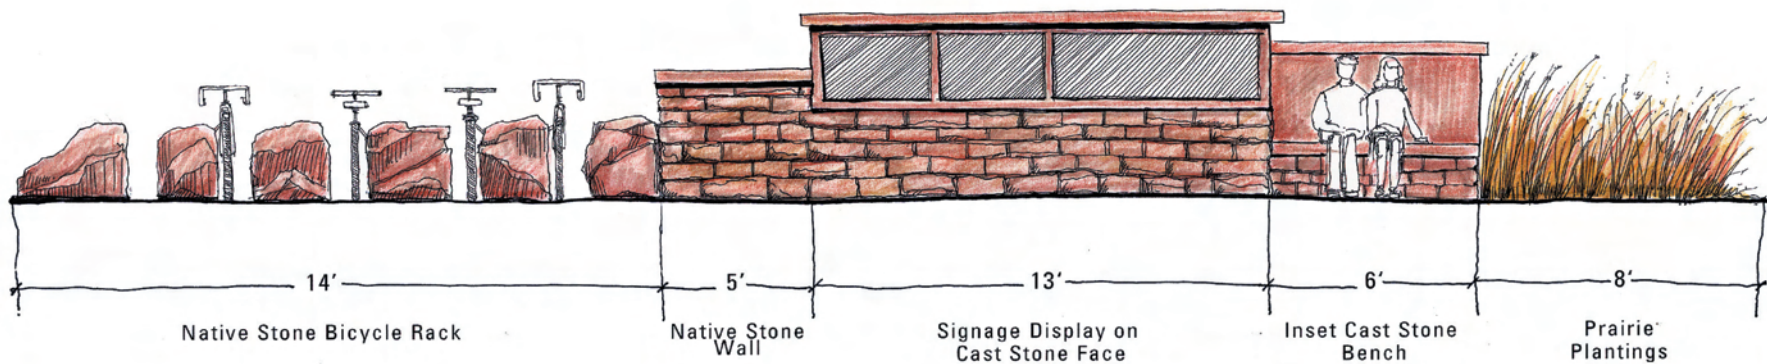 14′
5′
13′
6′
8′
Native Stone Bicycle Rack
Native Stone
Wall
Signage Display on
Cast Stone Face
Inset Cast Stone
Bench
Prairie
Plantings